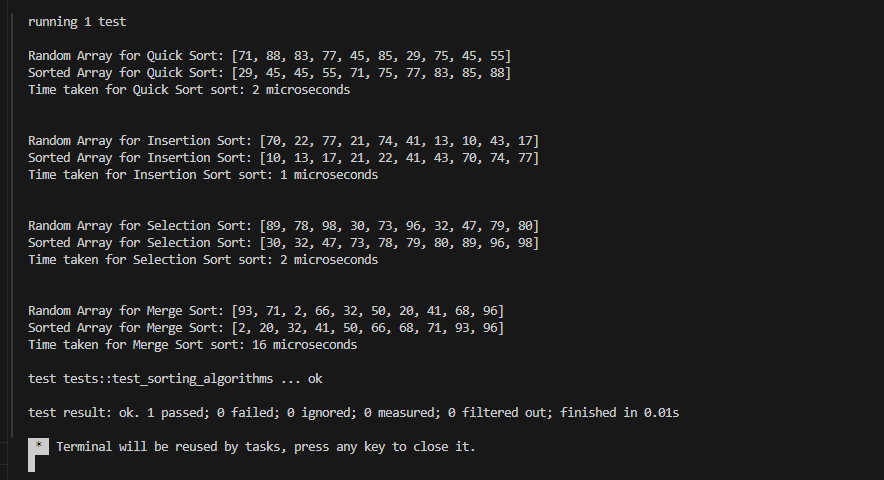 running 1 test
Random Array for Quick Sort: [71, 88, 83, 77, 45, 85, 29, 75, 45, 55]
Sorted Array for Quick Sort: [29, 45, 45, 55, 71, 75, 77, 83, 85, 88]
Time taken for Quick Sort sort: 2 microseconds
Random Array for Insertion Sort: [70, 22, 77, 21, 74, 41, 13, 10, 43, 17]
Sorted Array for Insertion Sort: [10, 13, 17, 21, 22, 41, 43, 70, 74, 77]
Time taken for Insertion Sort sort: 1 microseconds
Random Array for Selection Sort: [89, 78, 98, 30, 73, 96, 32, 47, 79, 80]
Sorted Array for Selection Sort: [30, 32, 47, 73, 78, 79, 80, 89, 96, 98]
Time taken for Selection Sort sort: 2 microseconds
Random Array for Merge Sort: [93, 71, 2, 66, 32, 50, 20, 41, 68, 96]
Sorted Array for Merge Sort: [2, 20, 32, 41, 50, 66, 68, 71, 93, 96]
Time taken for Merge Sort sort: 16 microseconds
test tests::test_sorting_algorithms ... ok
test result: ok. 1 passed; 0 failed; 0 ignored; 0 measured; 0 filtered out; finished in 0.01s
* Terminal will be reused by tasks, press any key to close it.